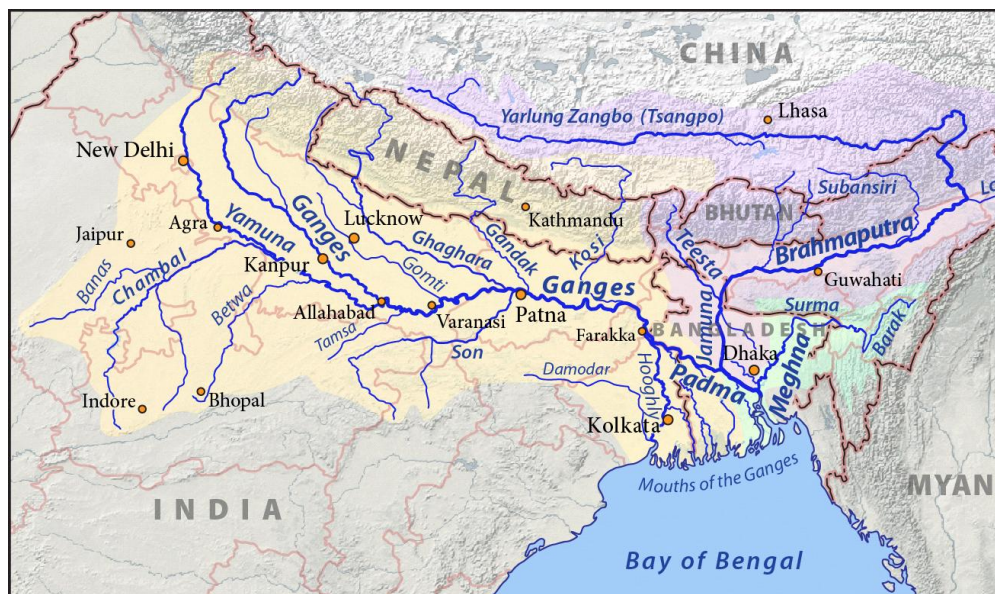 CHINA
Yarlung Zangbo (Tsangpo)
Lhasa
New Delhi
NEPAL
Subansiri
Lo
Agra
Yamuna
Ganges
Lucknow
Kathmandu
BHUTAN
Jaipur
Ghaghara
Gandak
Kosi
Teesta
Brahmaputra
Banas
Chambal
Kanpur
Gomti
Guwahati
Betwa
Ganges
Allahabad
Varanasi
Patna
Jamuna
Surma
Tamsa
Farakka
BANGLADESH
Barak
Son
Dhaka
Meghna
Damodar
Hooghly
Padma
Indore
Bhopal
Kolkata
Mouths of the Ganges
INDIA
MYAN
Bay of Bengal